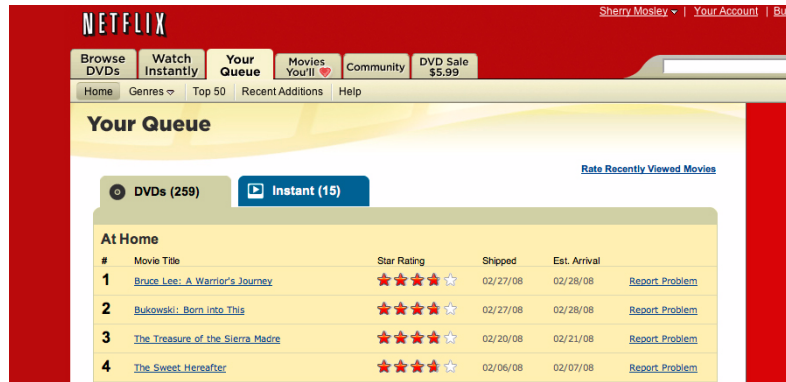 Sherry Mosley | Your Account |
NETFLIX
Browse DVDs Watch Instantly Your Queue Movies You'll Community DVD Sale $5.99
Home Genres Top 50 Recent Additions Help
Your Queue
Rate Recently Viewed Movies
DVDs (259) Instant (15)
At Home
# Movie Title Star Rating Shipped Est. Arrival
1 Bruce Lee: A Warrior's Journey 02/27/08 02/28/08 Report Problem
2 Bukowski: Born into This 02/27/08 02/28/08 Report Problem
3 The Treasure of the Sierra Madre 02/20/08 02/21/08 Report Problem
4 The Sweet Hereafter 02/06/08 02/07/08 Report Problem